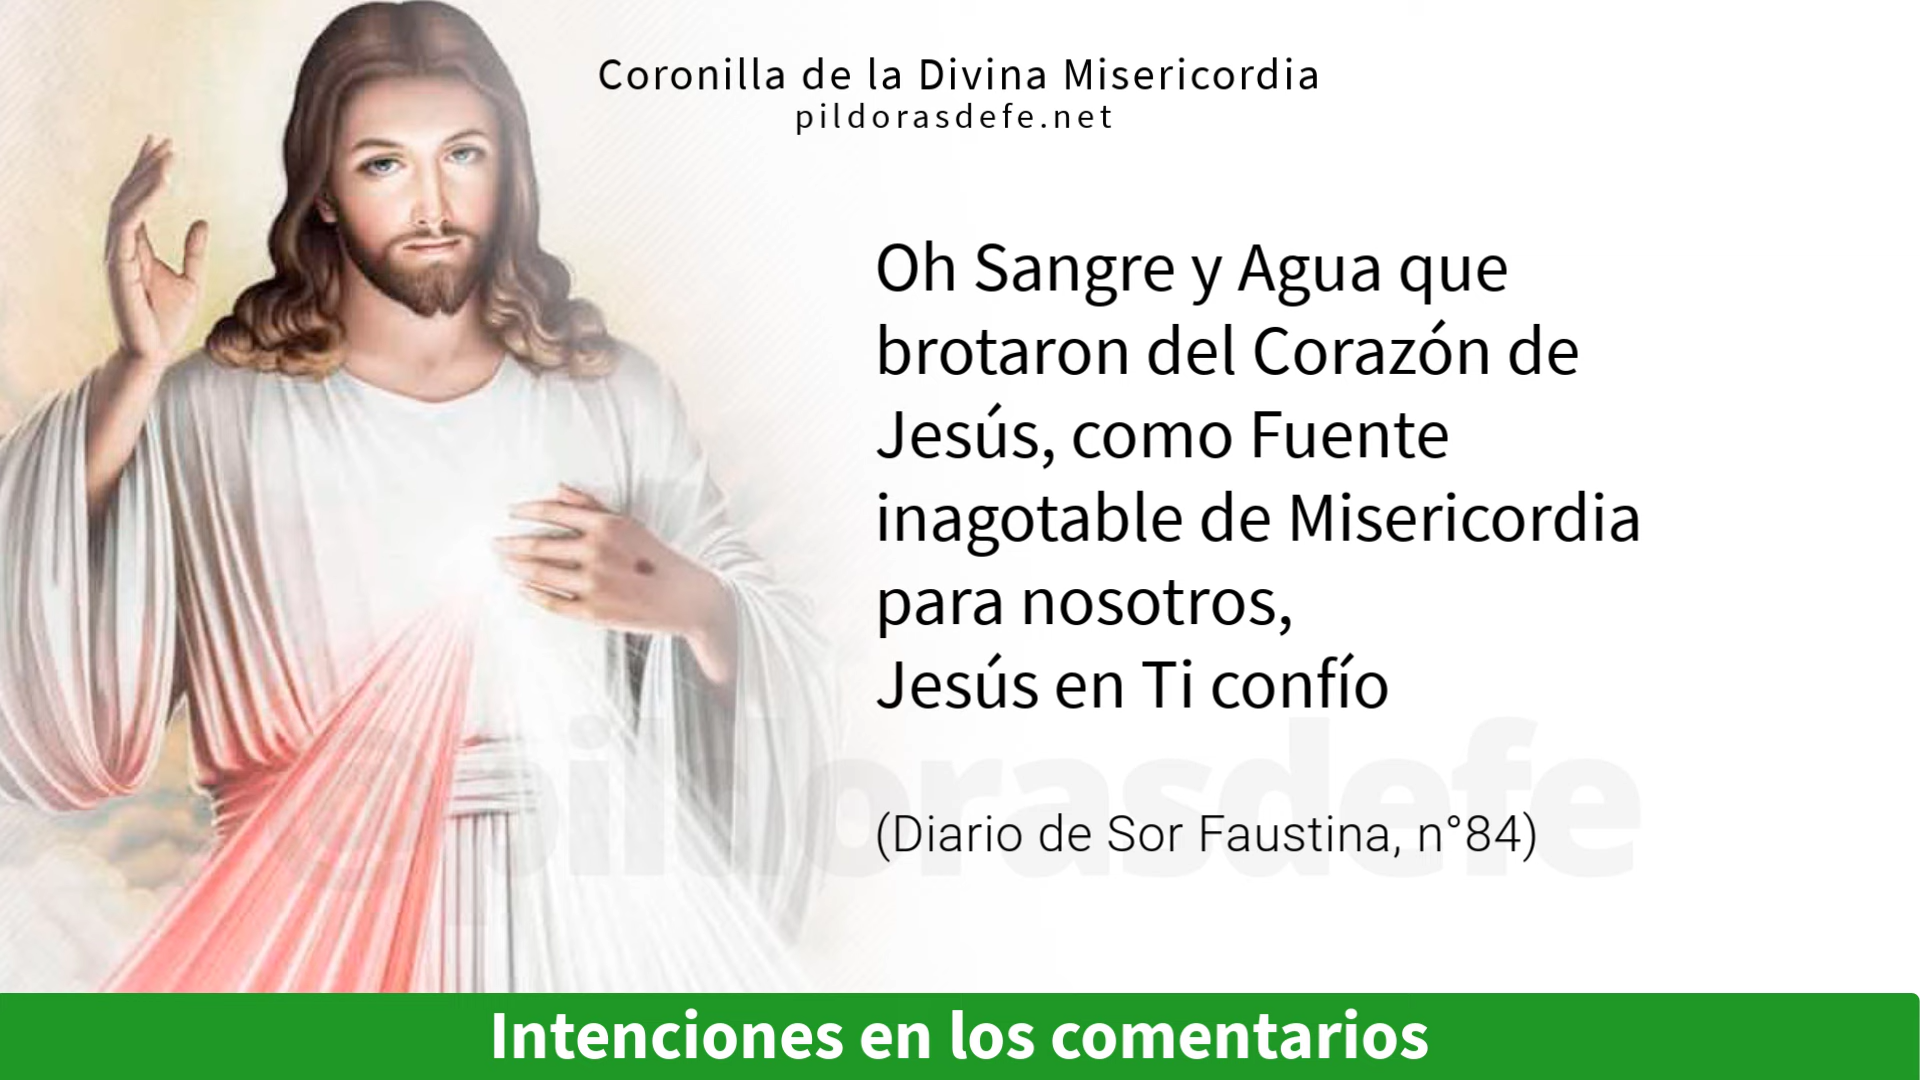 Coronilla de la Divina Misericordia
pildorasdefe.net
Oh Sangre y Agua que
brotaron del Corazón de
Jesús, como Fuente
inagotable de Misericordia
para nosotros,
Jesús en Ti confío
@pildorasdefe
(Diario de Sor Faustina, n°84)
Intenciones en los comentarios